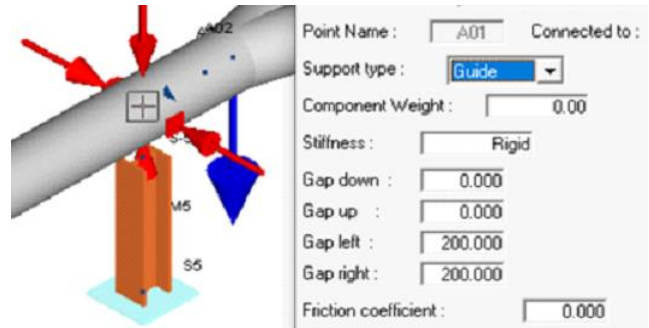 A02
M5
S5
Point Name : A01 Connected to :
Support type : Guide
Component Weight : 0.00
Stiffness : Rigid
Gap down : 0.000
Gap up : 0.000
Gap left : 200.000
Gap right : 200.000
Friction coefficient : 0.000